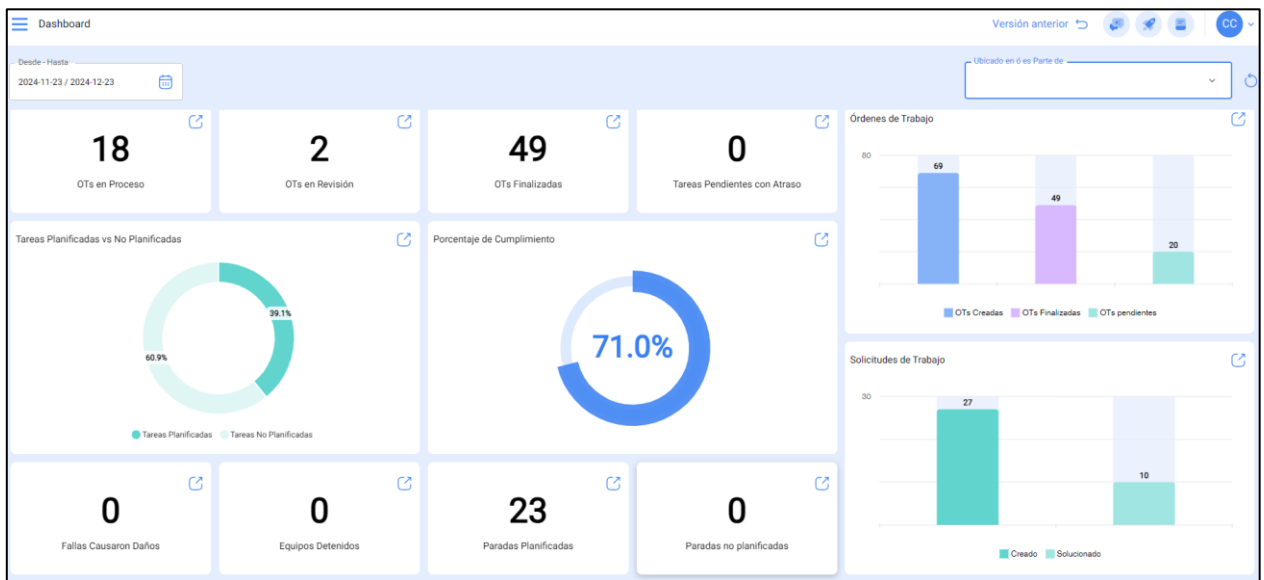 Dashboard
Versión anterior
CC
Desde - Hasta
2024-11-23 / 2024-12-23
Ubicado en ó es Parte de
18
OTs en Proceso
2
OTs en Revisión
49
OTs Finalizadas
0
Tareas Pendientes con Atraso
Órdenes de Trabajo
80
69
49
20
OTs Creadas
OTs Finalizadas
OTs pendientes
Tareas Planificadas vs No Planificadas
39.1%
60.9%
Tareas Planificadas
Tareas No Planificadas
Porcentaje de Cumplimiento
71.0%
Solicitudes de Trabajo
30
27
10
Creado
Solucionado
0
Fallas Causaron Daños
0
Equipos Detenidos
23
Paradas Planificadas
0
Paradas no planificadas